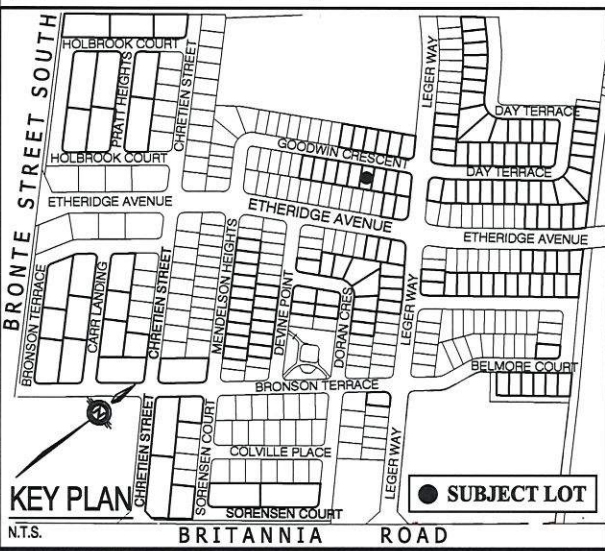 HOLBROOK COURT
BRONTE STREET SOUTH
PRATT HEIGHTS
CHRETIEN STREET
HOLBROOK COURT
ETHERIDGE AVENUE
GOODWIN CRESCENT
LEGER WAY
DAY TERRACE
DAY TERRACE
ETHERIDGE AVENUE
ETHERIDGE AVENUE
BRONSON TERRACE
CARR LANDING
CHRETIEN STREET
MENDELSON HEIGHTS
DEVINE POINT
DORAN CRES
LEGER WAY
BELMORE COURT
BRONSON TERRACE
N
CHRETIEN STREET
SORENSEN COURT
COLVILLE PLACE
LEGER WAY
SORENSEN COURT
KEY PLAN
N.T.S.
SUBJECT LOT
BRITANNIA ROAD